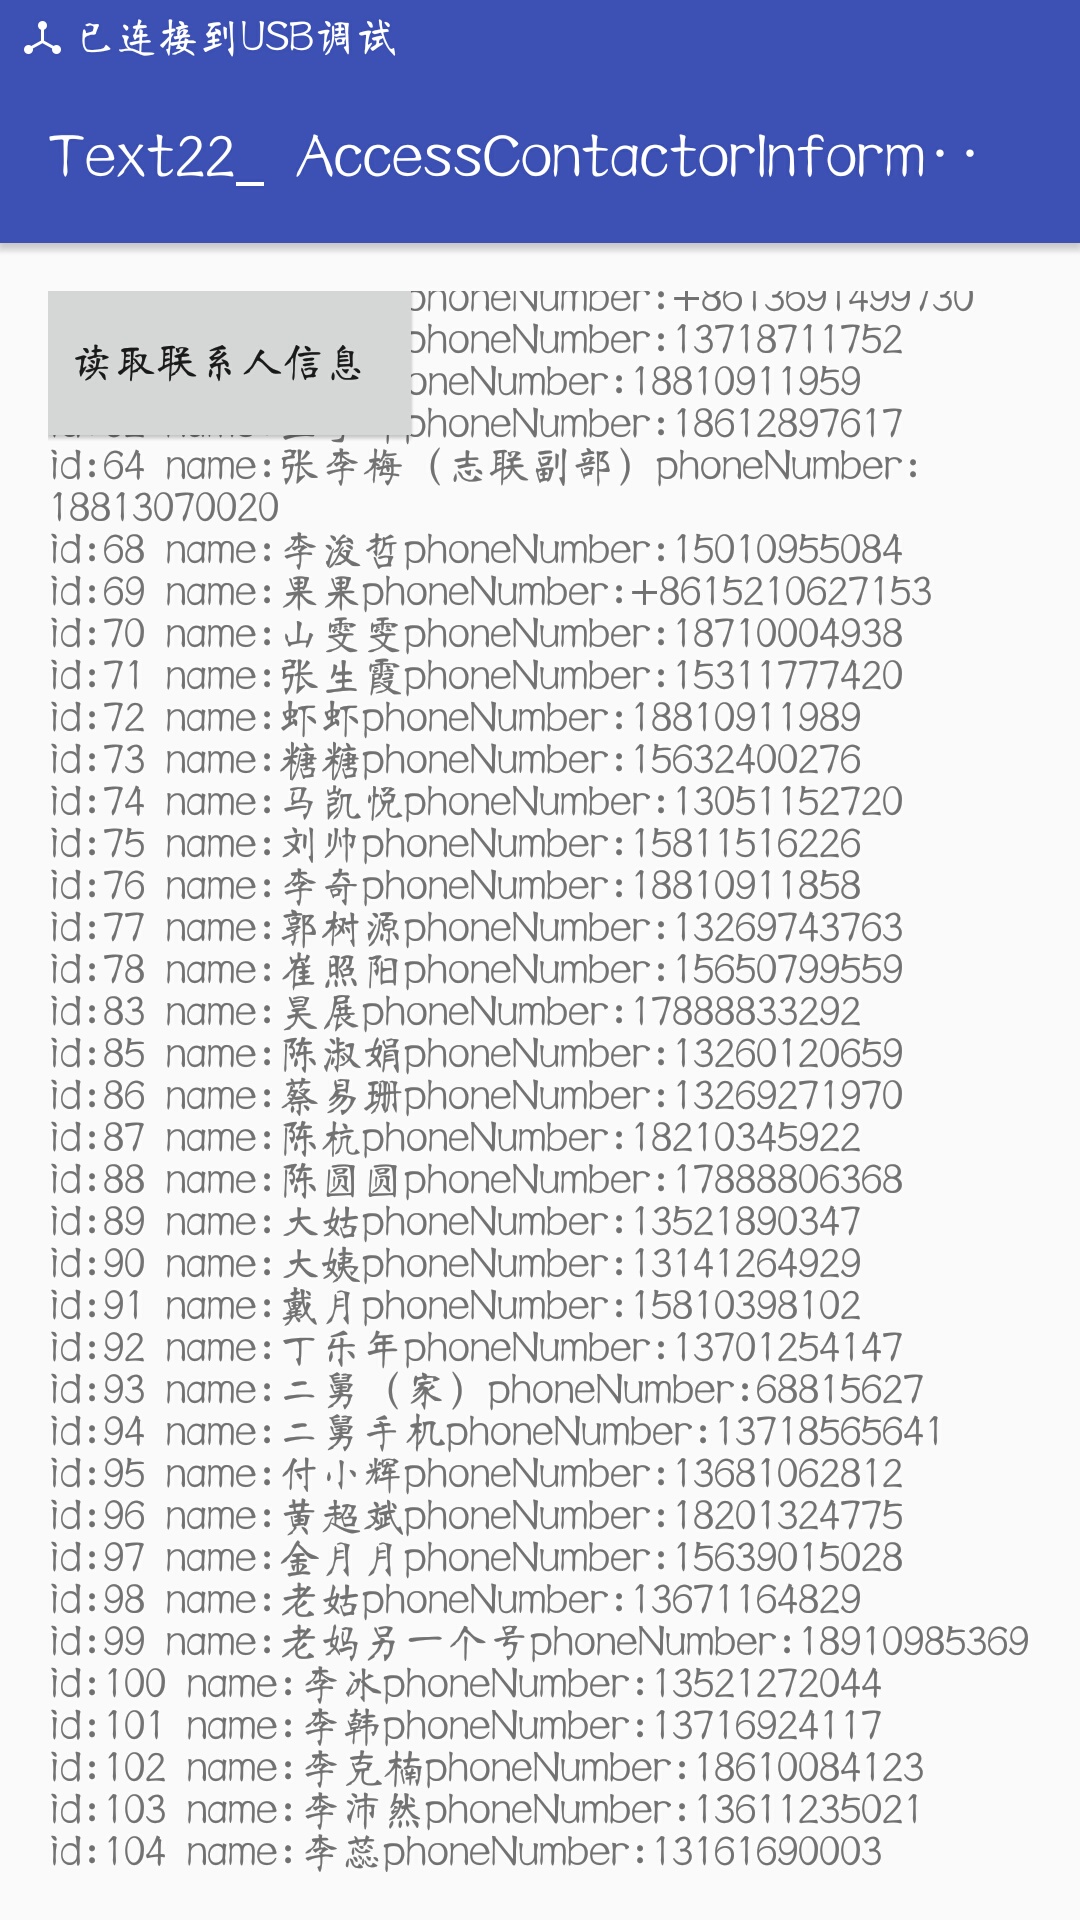 已连接到USB调试
Text22_ AccessContactorInform··
phoneNumber:+8613691499730
phoneNumber:13718711752
读取联系人信息
oneNumber:18810911959
phoneNumber:18612897617
id:64 name:张李梅（志联副部）phoneNumber:
18813070020
id:68 name:李浚哲phoneNumber:15010955084
id:69 name:果果phoneNumber:+8615210627153
id:70 name:山雯雯phoneNumber:18710004938
id:71 name:张生霞phoneNumber:15311777420
id:72 name:虾虾phoneNumber:18810911989
id:73 name:糖糖phoneNumber:15632400276
id:74 name:马凯悦phoneNumber:13051152720
id:75 name:刘帅phoneNumber:15811516226
id:76 name:李奇phoneNumber:18810911858
id:77 name:郭树源phoneNumber:13269743763
id:78 name:崔照阳phoneNumber:15650799559
id:83 name:昊展phoneNumber:17888833292
id:85 name:陈淑娟phoneNumber:13260120659
id:86 name:蔡易珊phoneNumber:13269271970
id:87 name:陈杭phoneNumber:18210345922
id:88 name:陈圆圆phoneNumber:17888806368
id:89 name:大姑phoneNumber:13521890347
id:90 name:大姨phoneNumber:13141264929
id:91 name:戴月phoneNumber:15810398102
id:92 name:丁乐年phoneNumber:13701254147
id:93 name:二舅（家）phoneNumber:68815627
id:94 name:二舅手机phoneNumber:13718565641
id:95 name:付小辉phoneNumber:13681062812
id:96 name:黄超斌phoneNumber:18201324775
id:97 name:金月月phoneNumber:15639015028
id:98 name:老姑phoneNumber:13671164829
id:99 name:老妈另一个号phoneNumber:18910985369
id:100 name:李冰phoneNumber:13521272044
id:101 name:李韩phoneNumber:13716924117
id:102 name:李克楠phoneNumber:18610084123
id:103 name:李沛然phoneNumber:13611235021
id:104 name:李蕊phoneNumber:13161690003